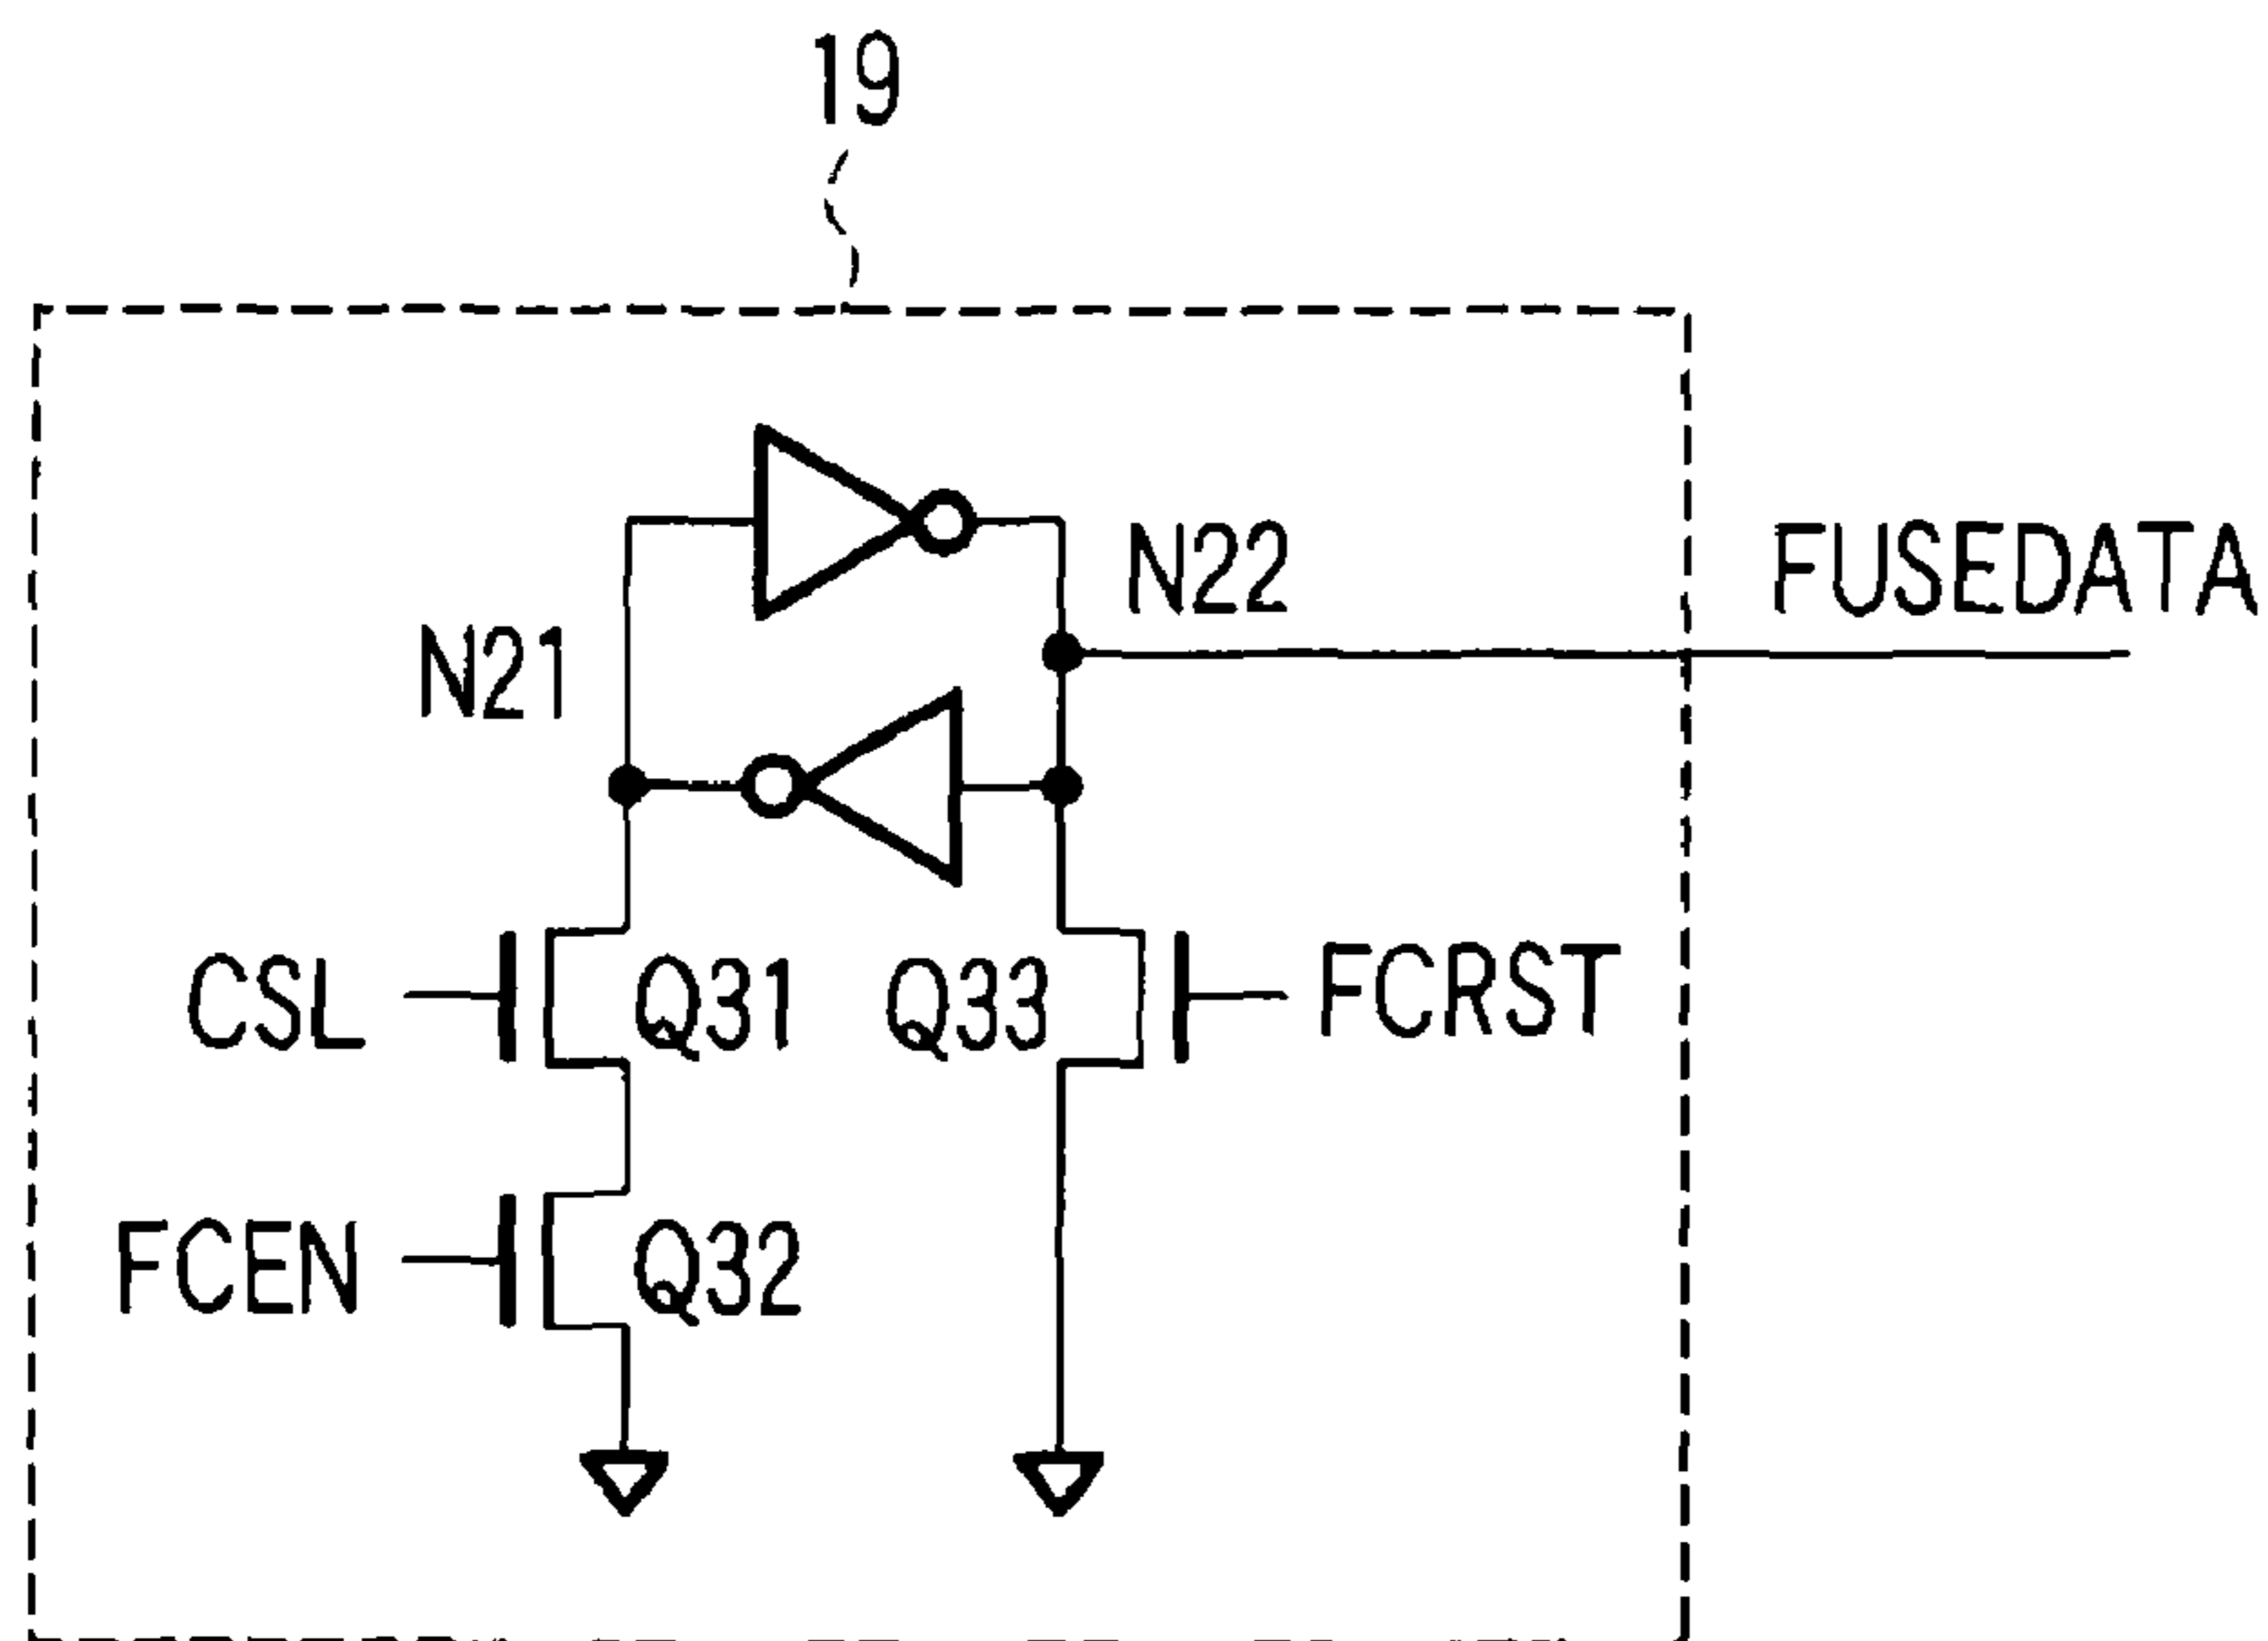 19
N22
FUSEDATA
N21
CSL
Q31
Q33
FCRST
FCEN
Q32